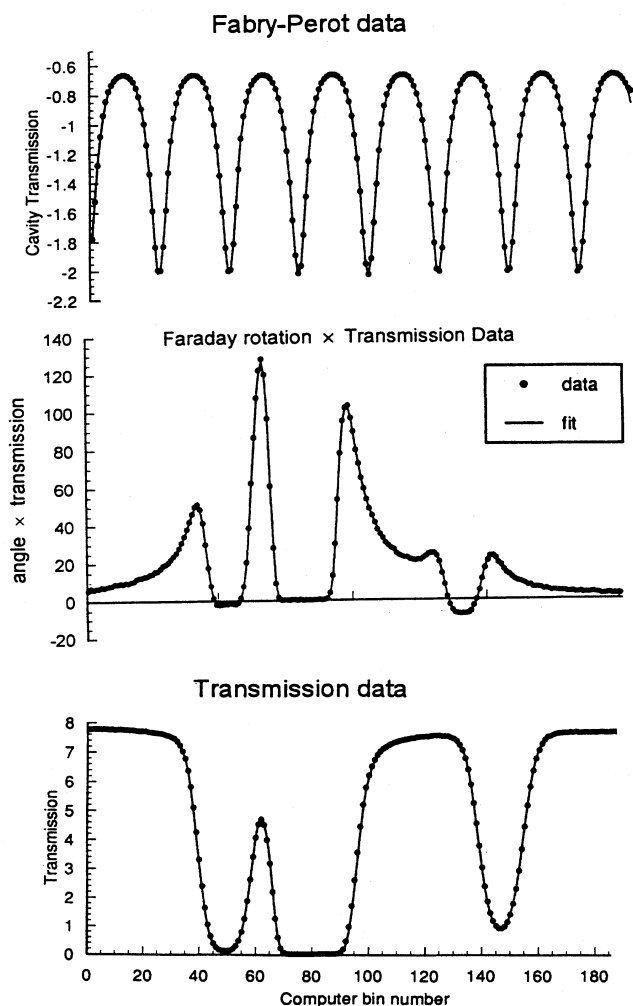 Fabry-Perot data
Cavity Transmission
-0.6
-0.8
-1
-1.2
-1.4
-1.6
-1.8
-2
-2.2
Faraday rotation × Transmission Data
angle × transmission
140
120
100
80
60
40
20
0
-20
data
fit
Transmission data
Transmission
8
7
6
5
4
3
2
1
0
0 20 40 60 80 100 120 140 160 180
Computer bin number